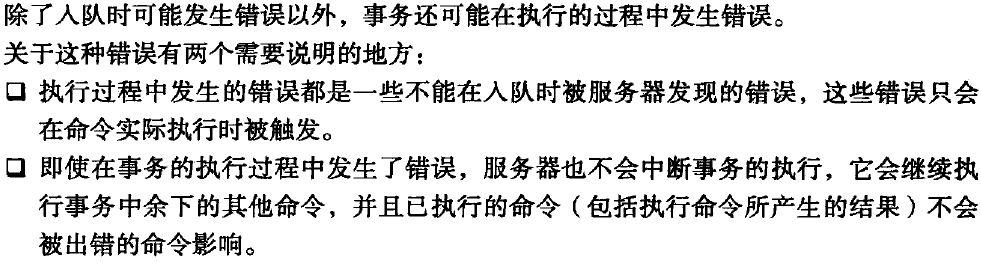 除了入队时可能发生错误以外，事务还可能在执行的过程中发生错误。
关于这种错误有两个需要说明的地方：
❑ 执行过程中发生的错误都是一些不能在入队时被服务器发现的错误，这些错误只会
在命令实际执行时被触发。
❑ 即使在事务的执行过程中发生了错误，服务器也不会中断事务的执行，它会继续执
行事务中余下的其他命令，并且已执行的命令（包括执行命令所产生的结果）不会
被出错的命令影响。